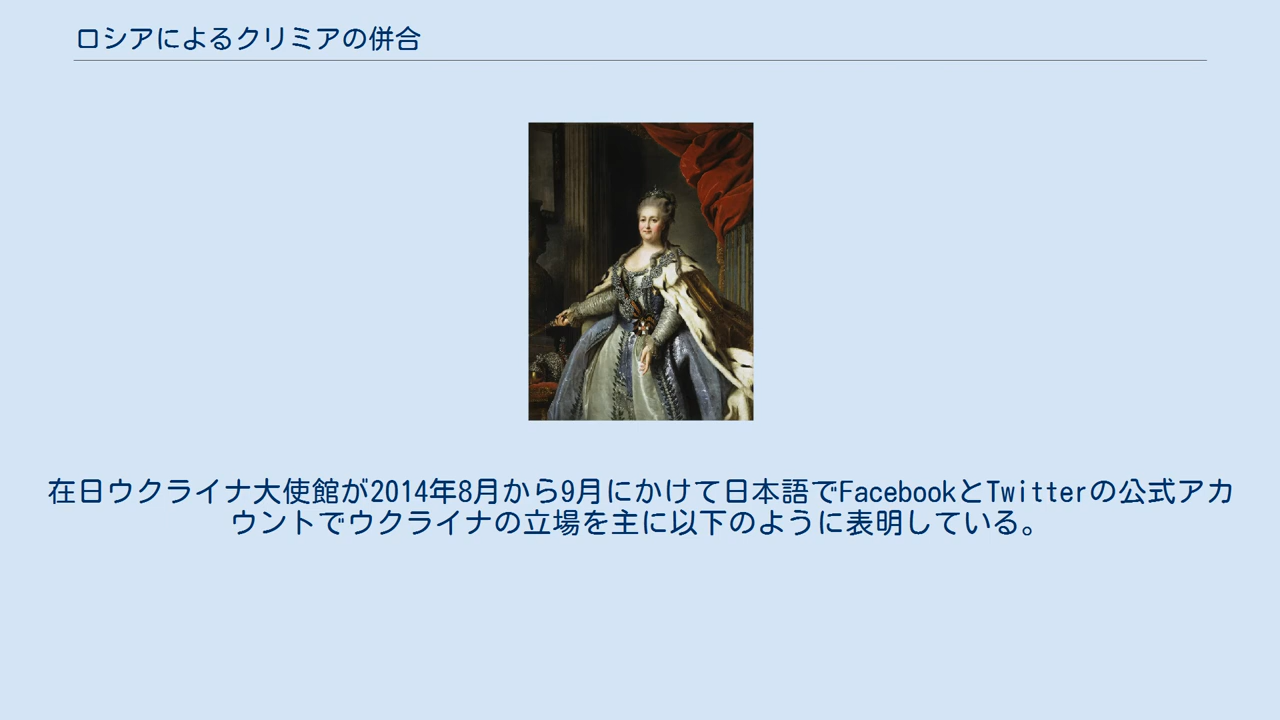 ロシアによるクリミアの併合
在日ウクライナ大使館が2014年8月から9月にかけて日本語でFacebookとTwitterの公式アカ
ウントでウクライナの立場を主に以下のように表明している。